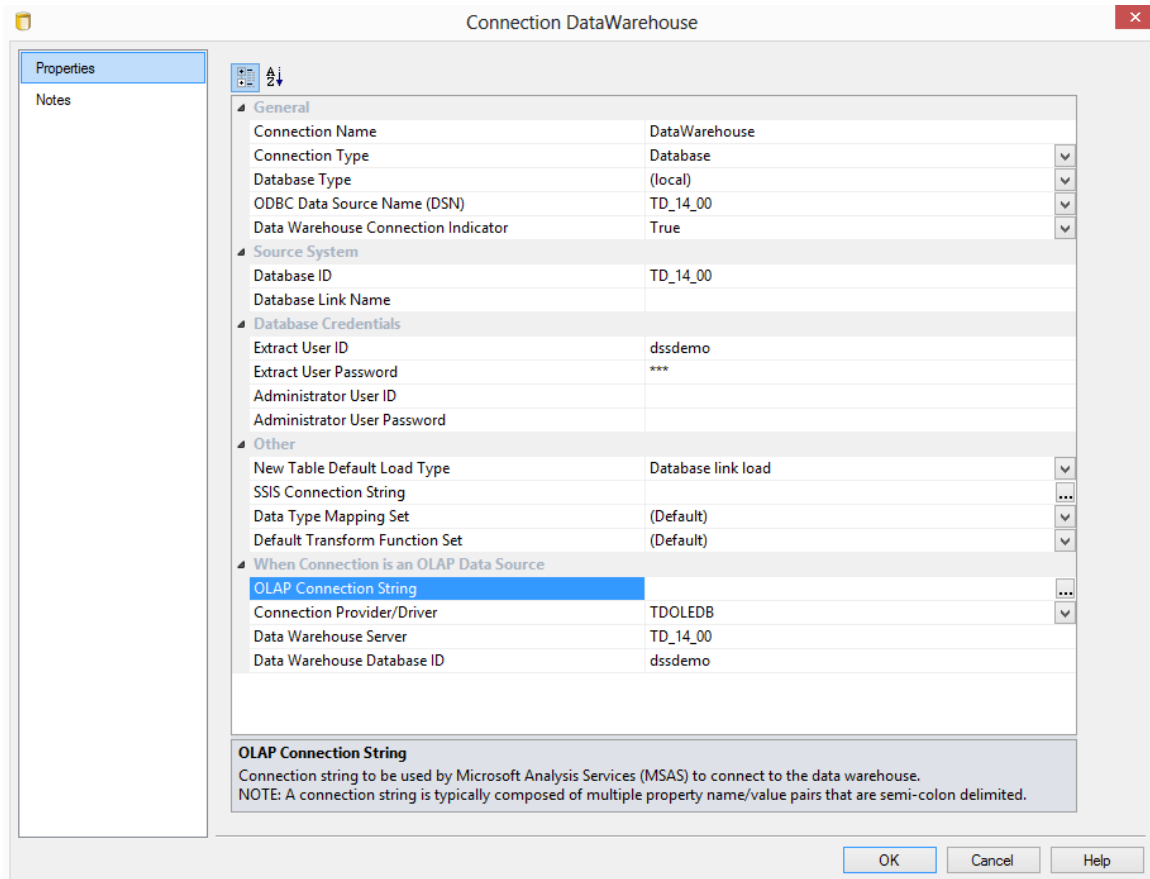 Connection DataWarehouse
Properties
Notes
General
Connection Name DataWarehouse
Connection Type Database
Database Type (local)
ODBC Data Source Name (DSN) TD_14_00
Data Warehouse Connection Indicator True
Source System
Database ID TD_14_00
Database Link Name
Database Credentials
Extract User ID dssdemo
Extract User Password ***
Administrator User ID
Administrator User Password
Other
New Table Default Load Type Database link load
SSIS Connection String ...
Data Type Mapping Set (Default)
Default Transform Function Set (Default)
When Connection is an OLAP Data Source
OLAP Connection String ...
Connection Provider/Driver TDOLEDB
Data Warehouse Server TD_14_00
Data Warehouse Database ID dssdemo
OLAP Connection String
Connection string to be used by Microsoft Analysis Services (MSAS) to connect to the data warehouse.
NOTE: A connection string is typically composed of multiple property name/value pairs that are semi-colon delimited.
OK Cancel Help